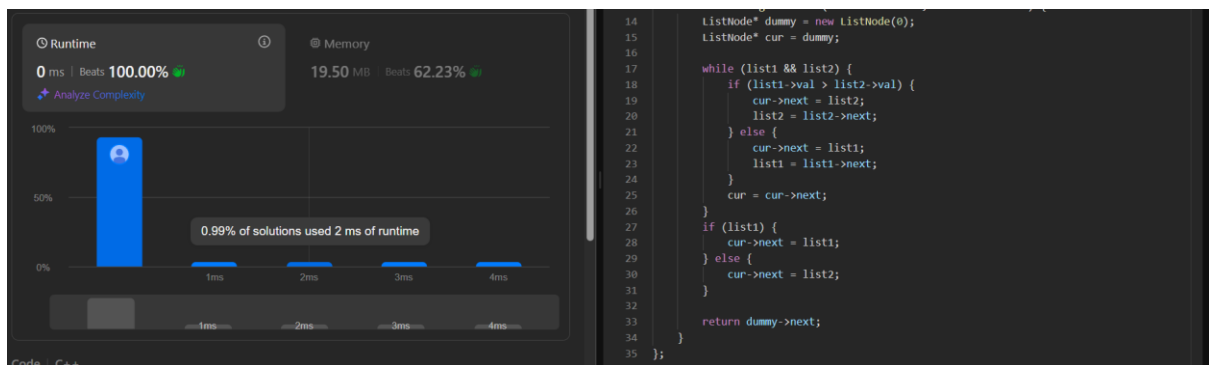 Runtime
0 ms | Beats 100.00%
Analyze Complexity
Memory
19.50 MB | Beats 62.23%
100%
50%
0%
0.99% of solutions used 2 ms of runtime
1ms 2ms 3ms 4ms
1ms 2ms 3ms 4ms
Code | C++
14 ListNode* dummy = new ListNode(0);
15 ListNode* cur = dummy;
16
17 while (list1 && list2) {
18 if (list1->val > list2->val) {
19 cur->next = list2;
20 list2 = list2->next;
21 } else {
22 cur->next = list1;
23 list1 = list1->next;
24 }
25 cur = cur->next;
26 }
27 if (list1) {
28 cur->next = list1;
29 } else {
30 cur->next = list2;
31 }
32
33 return dummy->next;
34 }
35 };